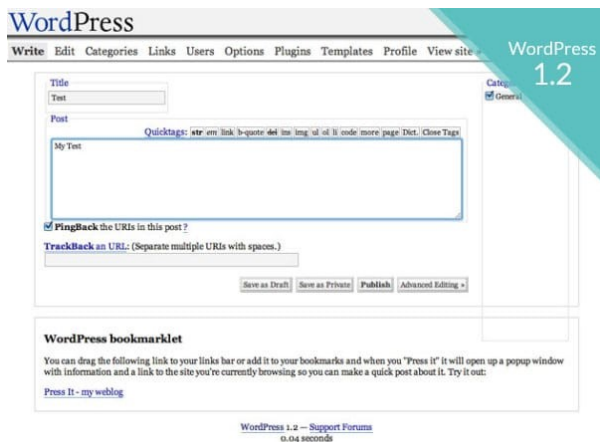 WordPress
Write Edit Categories Links Users Options Plugins Templates Profile View site
WordPress
1.2
Title
Test
General
Post
Quicktags: str em link b-quote del ins img ul ol li code more page Dict. Close Tags
My Test
PingBack the URIs in this post ?
TrackBack an URL: (Separate multiple URIs with spaces.)
Save as Draft Save as Private Publish Advanced Editing »
WordPress bookmarklet
You can drag the following link to your links bar or add it to your bookmarks and when you "Press it" it will open up a popup window
with information and a link to the site you're currently browsing so you can make a quick post about it. Try it out:
Press It - my weblog
WordPress 1.2 — Support Forums
0.04 seconds